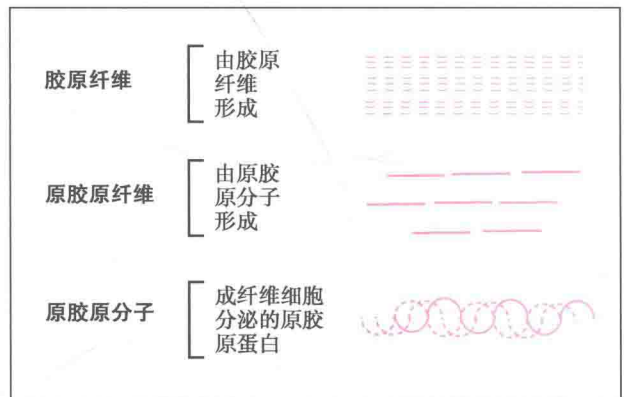 胶原纤维
由胶原
纤维
形成
原胶原纤维
由原胶
原分子
形成
原胶原分子
成纤维细胞
分泌的原胶
原蛋白